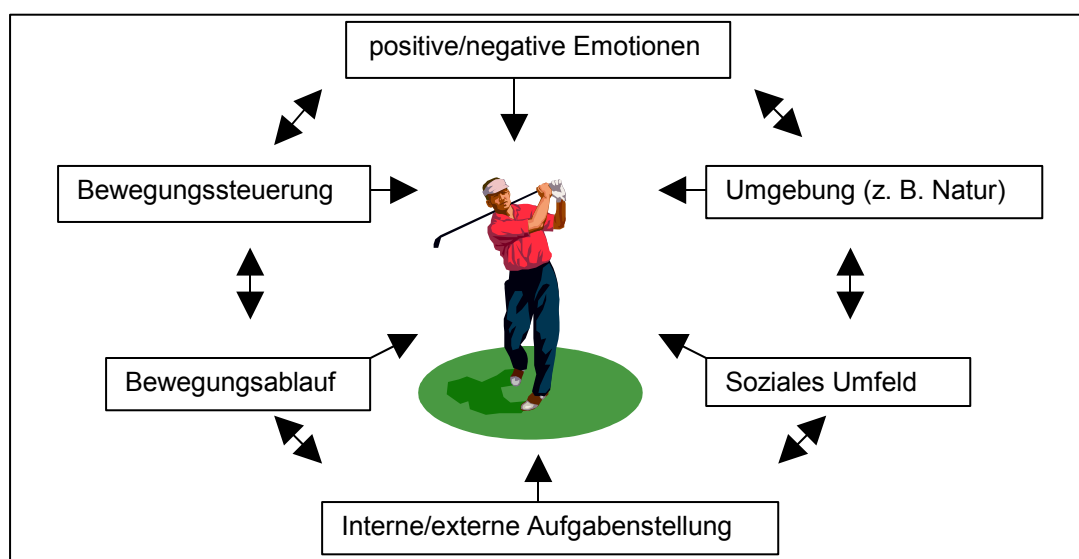 positive/negative Emotionen
Bewegungssteuerung
Umgebung (z. B. Natur)
Bewegungsablauf
Soziales Umfeld
Interne/externe Aufgabenstellung